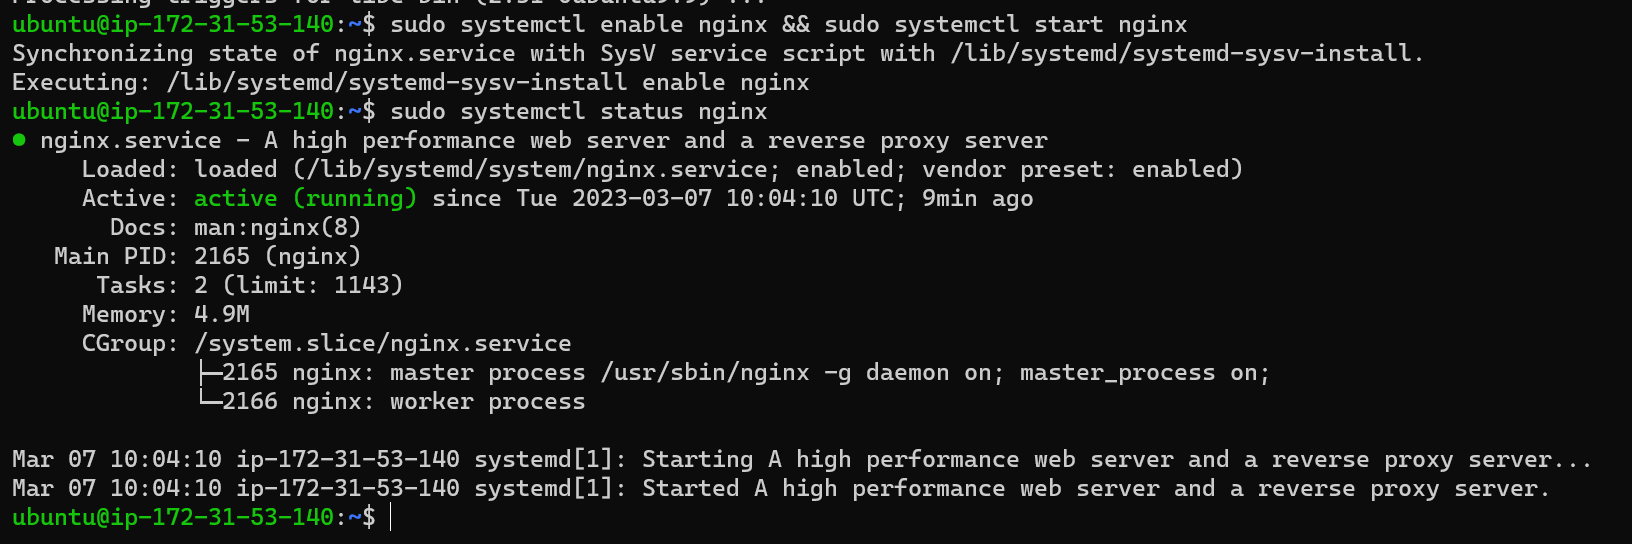 ubuntu@ip-172-31-53-140:~$ sudo systemctl enable nginx && sudo systemctl start nginx
Synchronizing state of nginx.service with SysV service script with /lib/systemd/systemd-sysv-install.
Executing: /lib/systemd/systemd-sysv-install enable nginx
ubuntu@ip-172-31-53-140:~$ sudo systemctl status nginx
● nginx.service - A high performance web server and a reverse proxy server
     Loaded: loaded (/lib/systemd/system/nginx.service; enabled; vendor preset: enabled)
     Active: active (running) since Tue 2023-03-07 10:04:10 UTC; 9min ago
       Docs: man:nginx(8)
   Main PID: 2165 (nginx)
      Tasks: 2 (limit: 1143)
     Memory: 4.9M
     CGroup: /system.slice/nginx.service
             ├─2165 nginx: master process /usr/sbin/nginx -g daemon on; master_process on;
             └─2166 nginx: worker process
Mar 07 10:04:10 ip-172-31-53-140 systemd[1]: Starting A high performance web server and a reverse proxy server...
Mar 07 10:04:10 ip-172-31-53-140 systemd[1]: Started A high performance web server and a reverse proxy server.
ubuntu@ip-172-31-53-140:~$